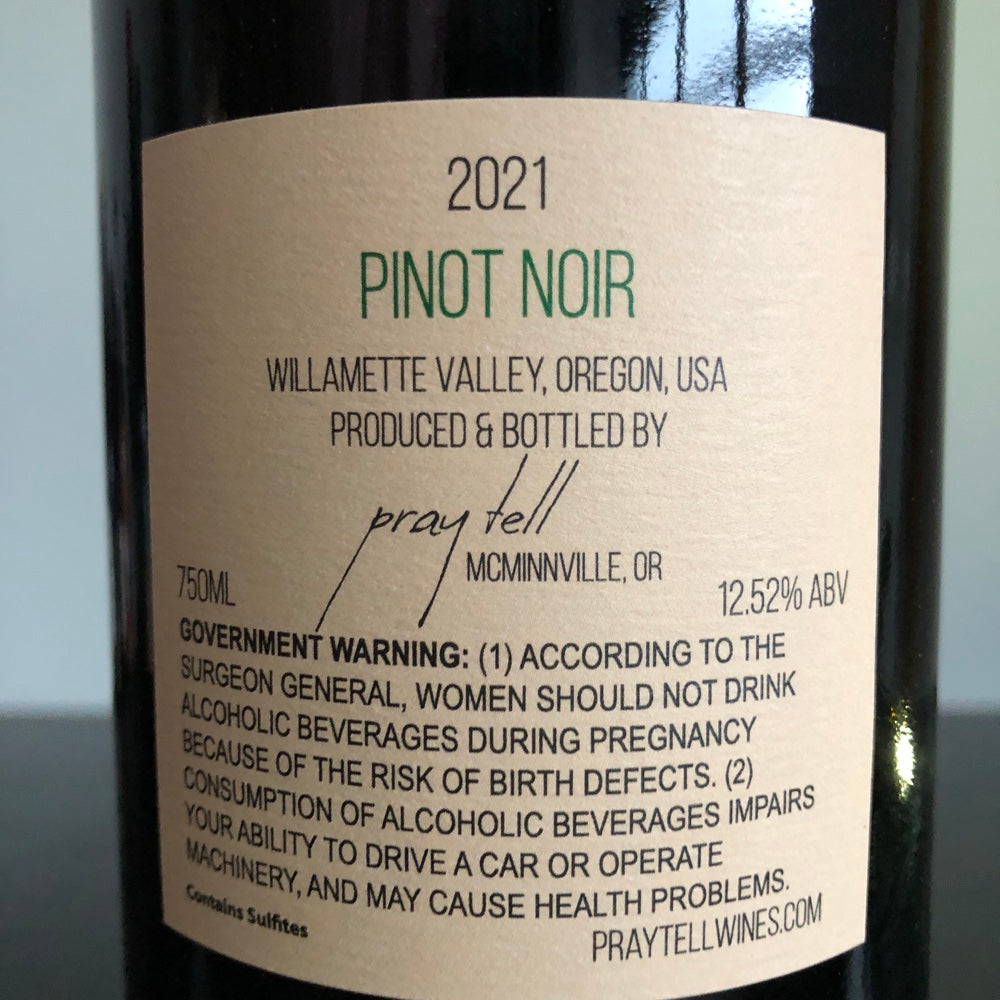 2021
PINOT NOIR
WILLAMETTE VALLEY, OREGON, USA
PRODUCED & BOTTLED BY
pray tell
MCMINNVILLE, OR
750ML
12.52% ABV
GOVERNMENT WARNING: (1) ACCORDING TO THE
SURGEON GENERAL, WOMEN SHOULD NOT DRINK
ALCOHOLIC BEVERAGES DURING PREGNANCY
BECAUSE OF THE RISK OF BIRTH DEFECTS. (2)
CONSUMPTION OF ALCOHOLIC BEVERAGES IMPAIRS
YOUR ABILITY TO DRIVE A CAR OR OPERATE
MACHINERY, AND MAY CAUSE HEALTH PROBLEMS.
Contains Sulfites
PRAYTELLWINES.COM